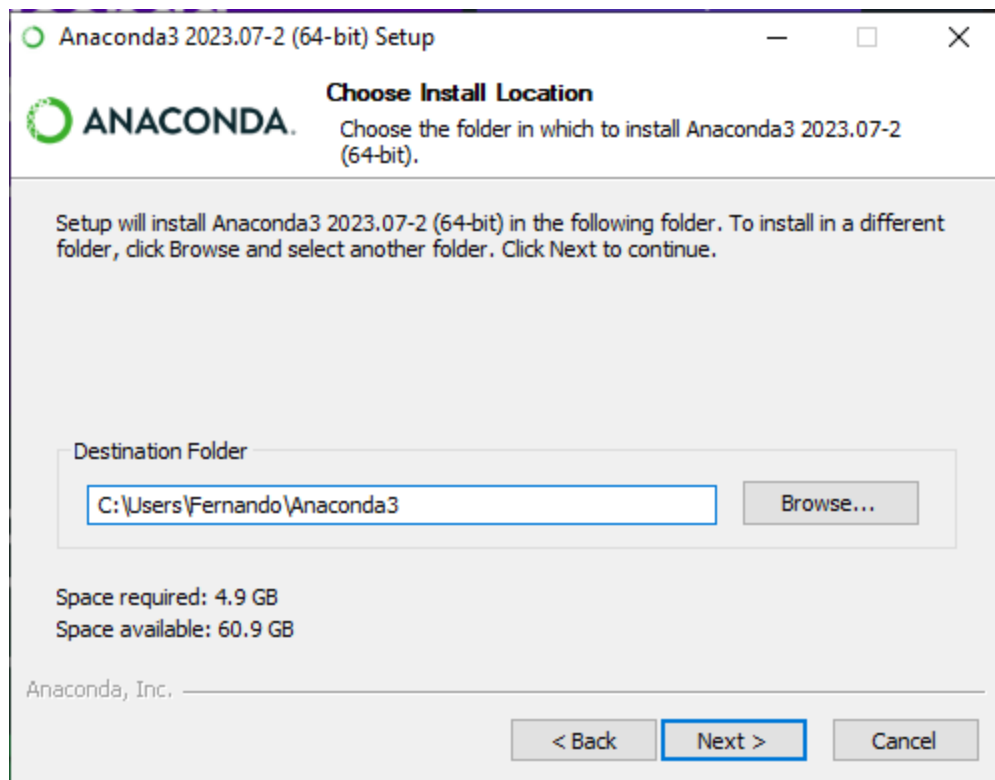 Anaconda3 2023.07-2 (64-bit) Setup
ANACONDA.
Choose Install Location
Choose the folder in which to install Anaconda3 2023.07-2
(64-bit).
Setup will install Anaconda3 2023.07-2 (64-bit) in the following folder. To install in a different
folder, click Browse and select another folder. Click Next to continue.
Destination Folder
C:\Users\Fernando\Anaconda3
Browse...
Space required: 4.9 GB
Space available: 60.9 GB
Anaconda, Inc.
< Back
Next >
Cancel